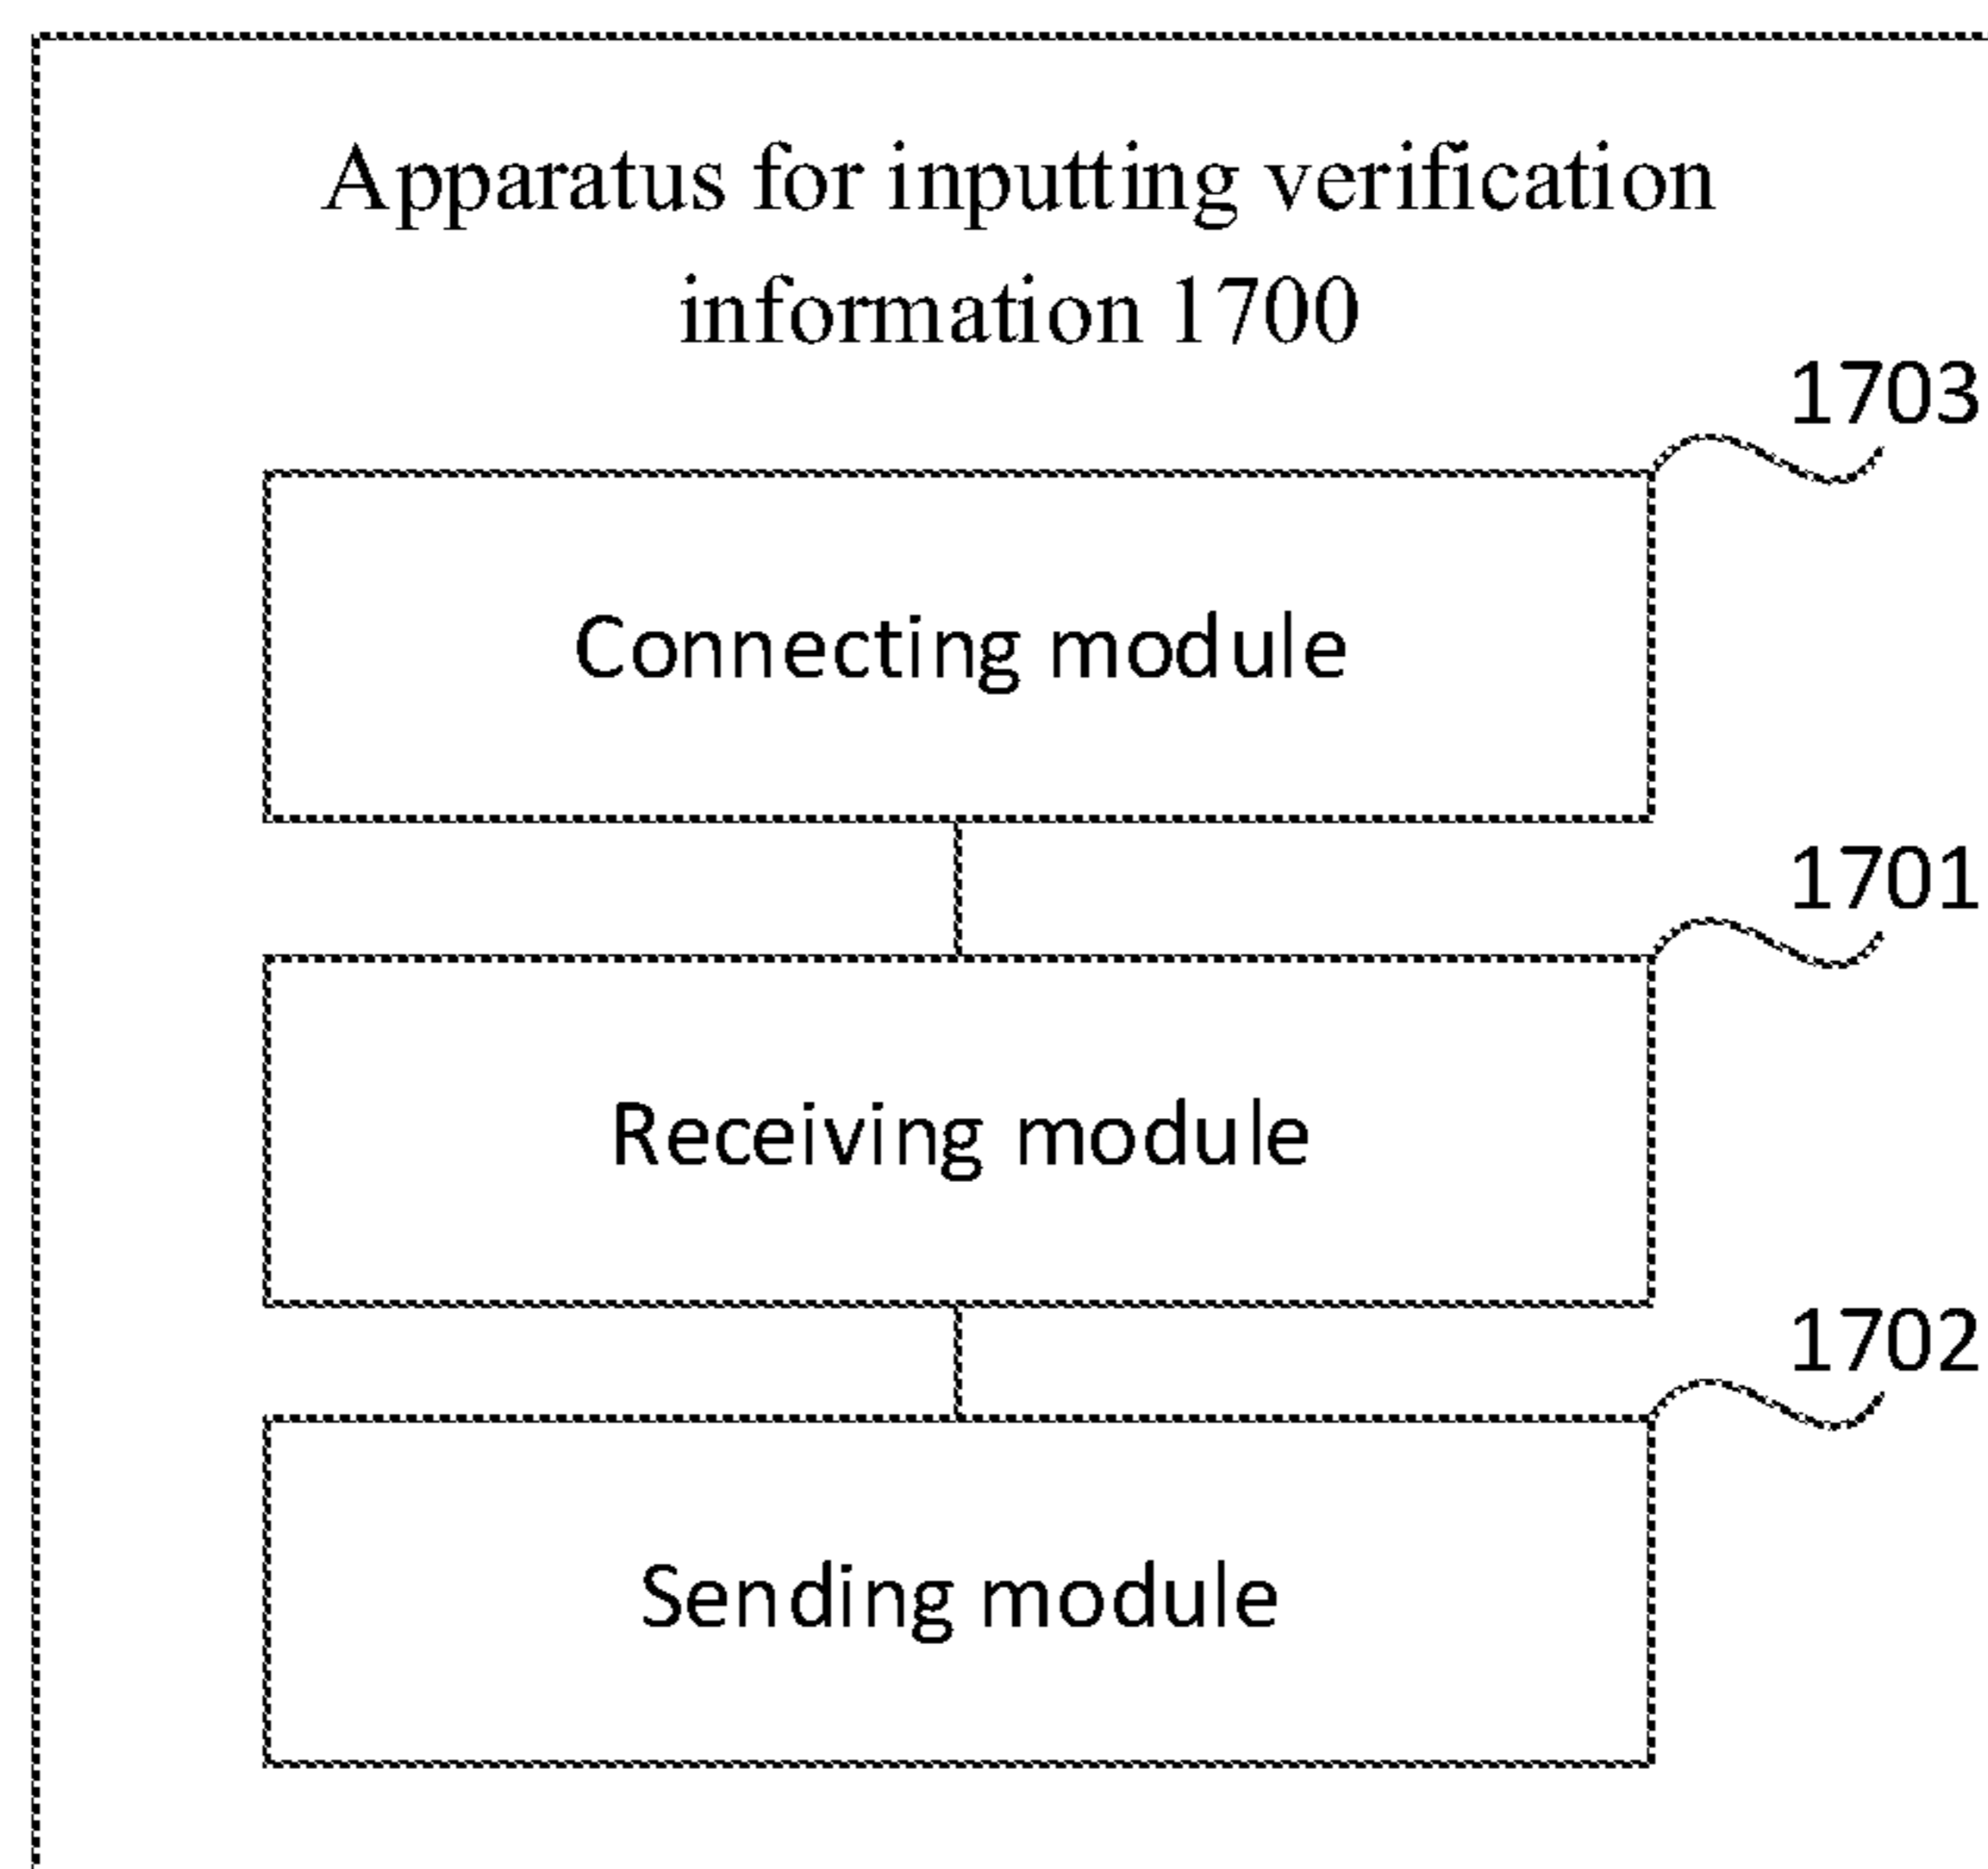 Apparatus for inputting verification
information 1700
1703
Connecting module
1701
Receiving module
1702
Sending module